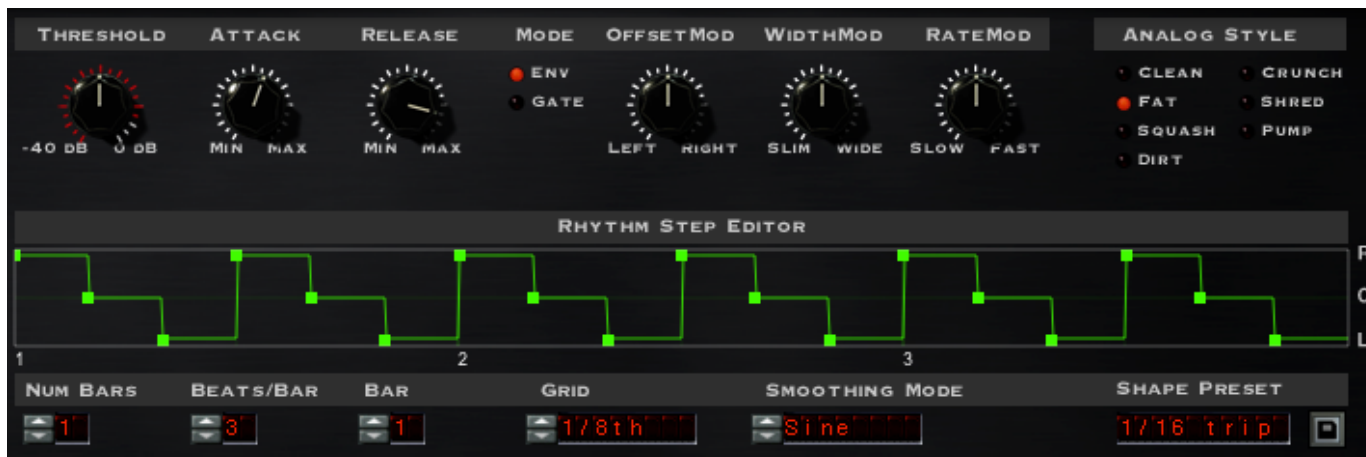 THRESHOLD ATTACK RELEASE MODE OFFSETMOD WIDTHMOD RATEMOD ANALOG STYLE
ENV CLEAN CRUNCH
GATE FAT SHRED
SQUASH PUMP
-40 DB 0 DB MIN MAX MIN MAX LEFT RIGHT SLIM WIDE SLOW FAST
DIRT
RHYTHM STEP EDITOR
1 2 3
NUM BARS BEATS/BAR BAR GRID SMOOTHING MODE SHAPE PRESET
1 3 1 1/8th Sine 1/16 trip